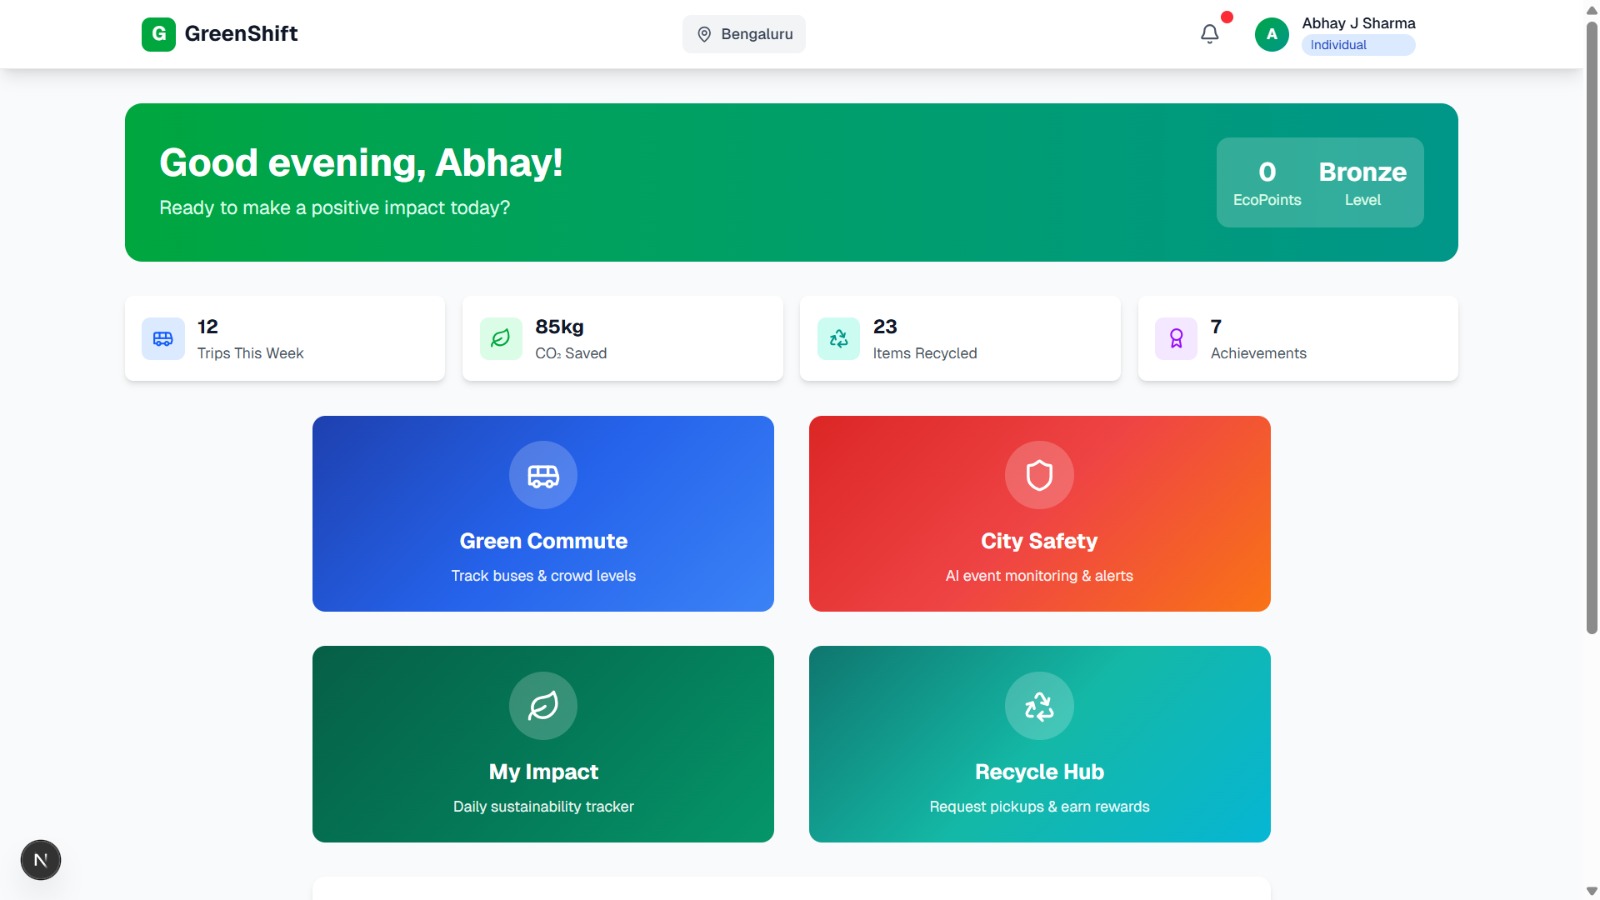 G GreenShift
Bengaluru
A
Abhay J Sharma
Individual
Good evening, Abhay!
Ready to make a positive impact today?
0
EcoPoints
Bronze
Level
12
Trips This Week
85kg
CO₂ Saved
23
Items Recycled
7
Achievements
Green Commute
Track buses & crowd levels
City Safety
AI event monitoring & alerts
My Impact
Daily sustainability tracker
Recycle Hub
Request pickups & earn rewards
N